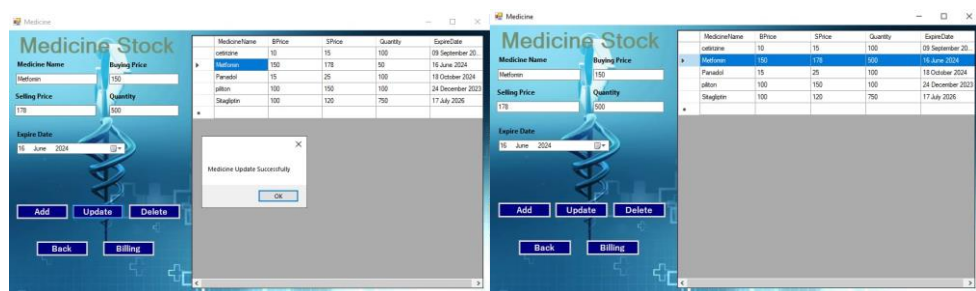 Medicine
Medicine Stock
Medicine Name Buying Price
Metfomin 150
Selling Price Quantity
178 500
Expire Date
16 June 2024
Add Update Delete
Back Billing
MedicineName BPrice SPrice Quantity ExpireDate
cetrizine 10 15 100 09 September 20...
Metfomin 150 178 50 16 June 2024
Panadol 15 25 100 18 October 2024
piliton 100 150 100 24 December 2023
Sitagliptin 100 120 750 17 July 2026
Medicine Update Successfully
OK
Medicine
Medicine Stock
Medicine Name Buying Price
Metfomin 150
Selling Price Quantity
178 500
Expire Date
16 June 2024
Add Update Delete
Back Billing
MedicineName BPrice SPrice Quantity ExpireDate
cetrizine 10 15 100 09 September 20...
Metfomin 150 178 500 16 June 2024
Panadol 15 25 100 18 October 2024
piliton 100 150 100 24 December 2023
Sitagliptin 100 120 750 17 July 2026